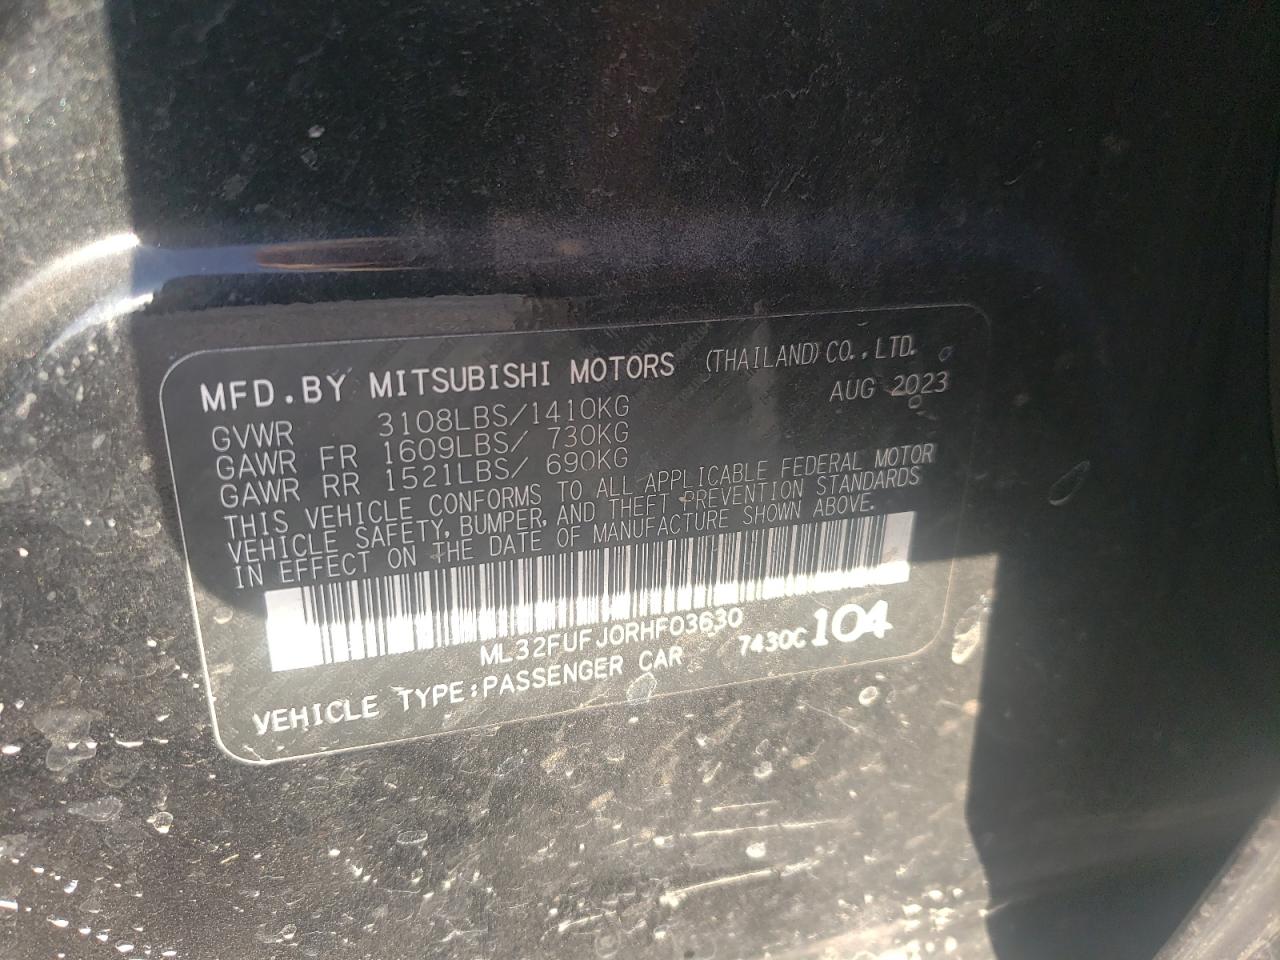 MFD.BY MITSUBISHI MOTORS (THAILAND) CO.,LTD.
AUG 2023
GVWR 3108LBS/1410KG
GAWR FR 1609LBS/ 730KG
GAWR RR 1521LBS/ 690KG
THIS VEHICLE CONFORMS TO ALL APPLICABLE FEDERAL MOTOR
VEHICLE SAFETY, BUMPER, AND THEFT PREVENTION STANDARDS
IN EFFECT ON THE DATE OF MANUFACTURE SHOWN ABOVE.
ML32FUFJ0RHF03630
7430C 104
VEHICLE TYPE:PASSENGER CAR